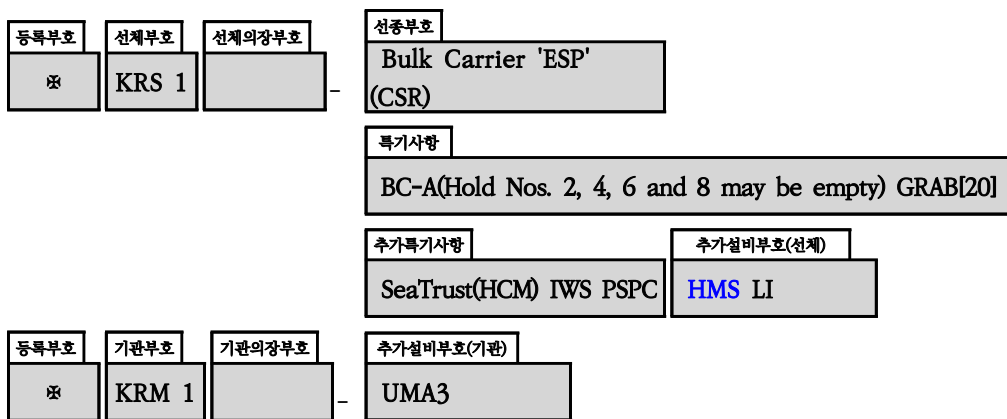 등록부호 선체부호 선체의장부호 선종부호
✠ KRS 1 - Bulk Carrier 'ESP'
(CSR)
특기사항
BC-A(Hold Nos. 2, 4, 6 and 8 may be empty) GRAB[20]
추가특기사항 추가설비부호(선체)
SeaTrust(HCM) IWS PSPC HMS LI
등록부호 기관부호 기관의장부호 추가설비부호(기관)
✠ KRM 1 - UMA3